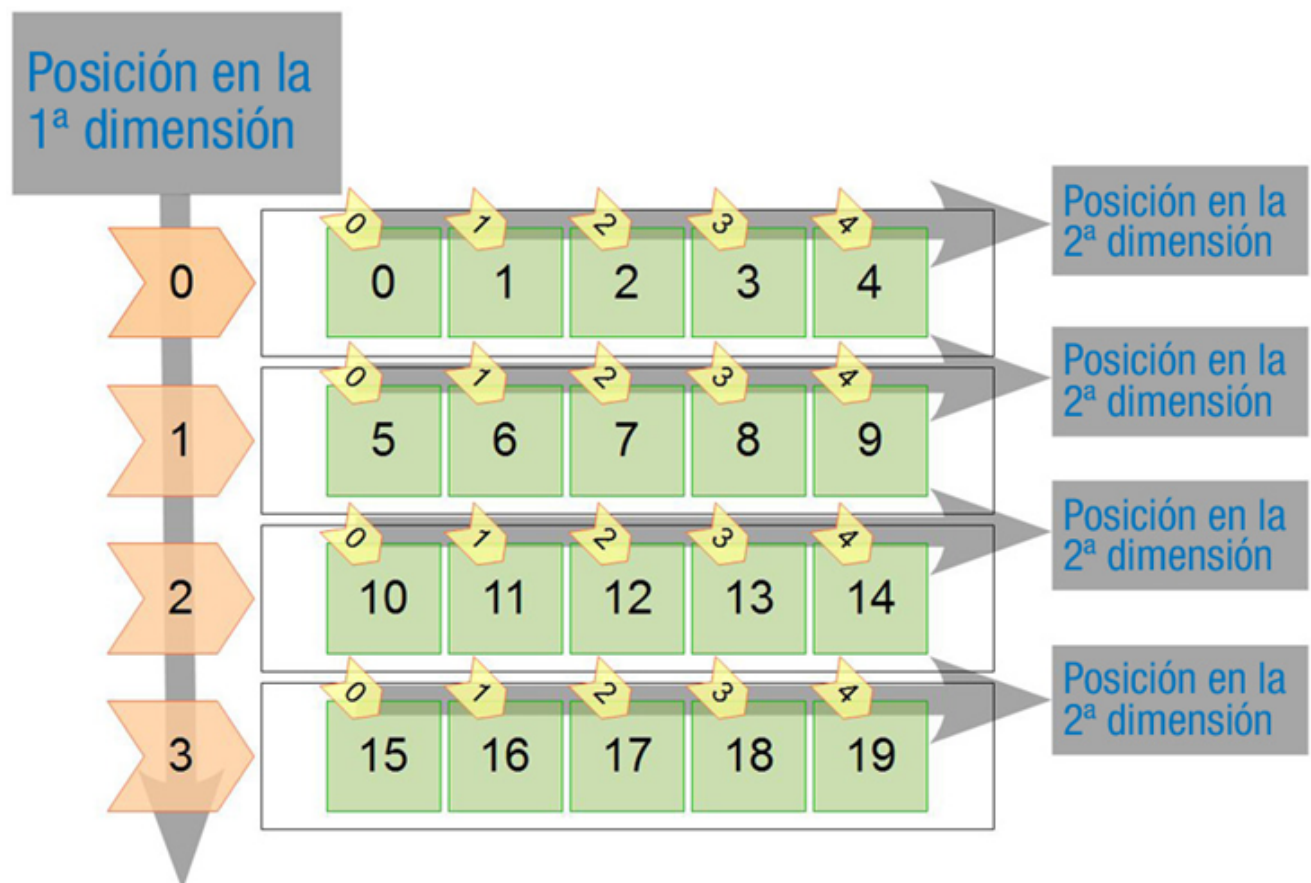 Posición en la
1ª dimensión
0 1 2 3 4
Posición en la
2ª dimensión
0
0 1 2 3 4
0 1 2 3 4
Posición en la
2ª dimensión
1
5 6 7 8 9
0 1 2 3 4
Posición en la
2ª dimensión
2
10 11 12 13 14
0 1 2 3 4
Posición en la
2ª dimensión
3
15 16 17 18 19